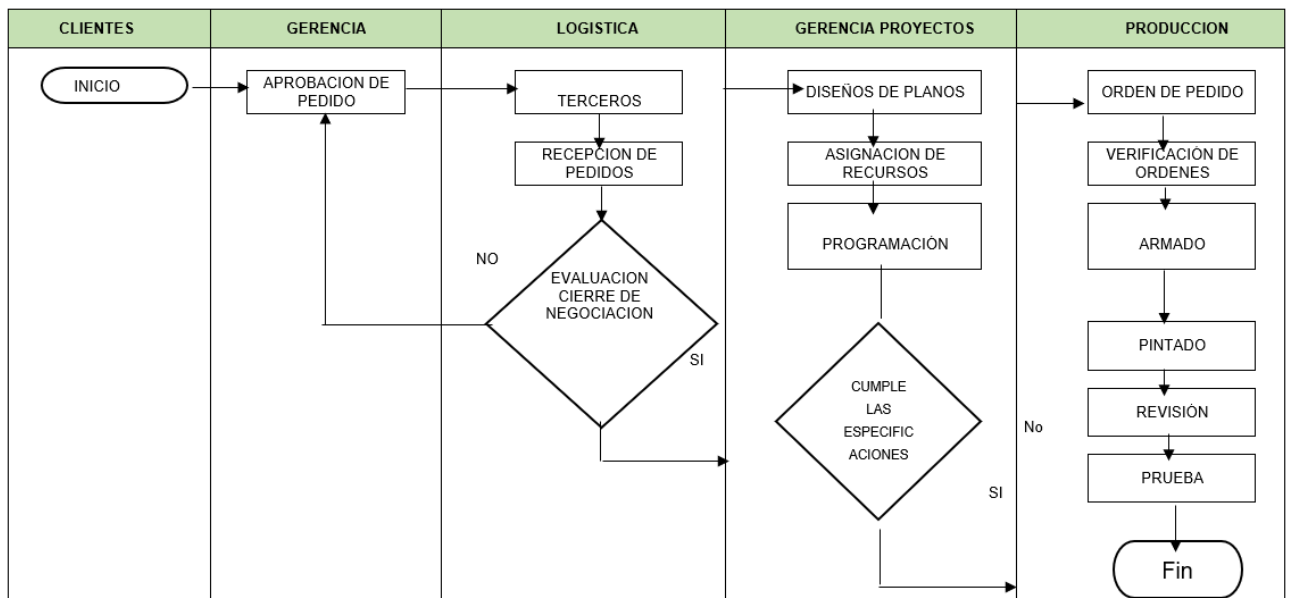 CLIENTES
GERENCIA
LOGISTICA
GERENCIA PROYECTOS
PRODUCCION
INICIO
APROBACION DE
PEDIDO
TERCEROS
RECEPCION DE
PEDIDOS
NO
EVALUACION
CIERRE DE
NEGOCIACION
SI
DISEÑOS DE PLANOS
ASIGNACION DE
RECURSOS
PROGRAMACIÓN
CUMPLE
LAS
ESPECIFIC
ACIONES
No
SI
ORDEN DE PEDIDO
VERIFICACIÓN DE
ORDENES
ARMADO
PINTADO
REVISIÓN
PRUEBA
Fin